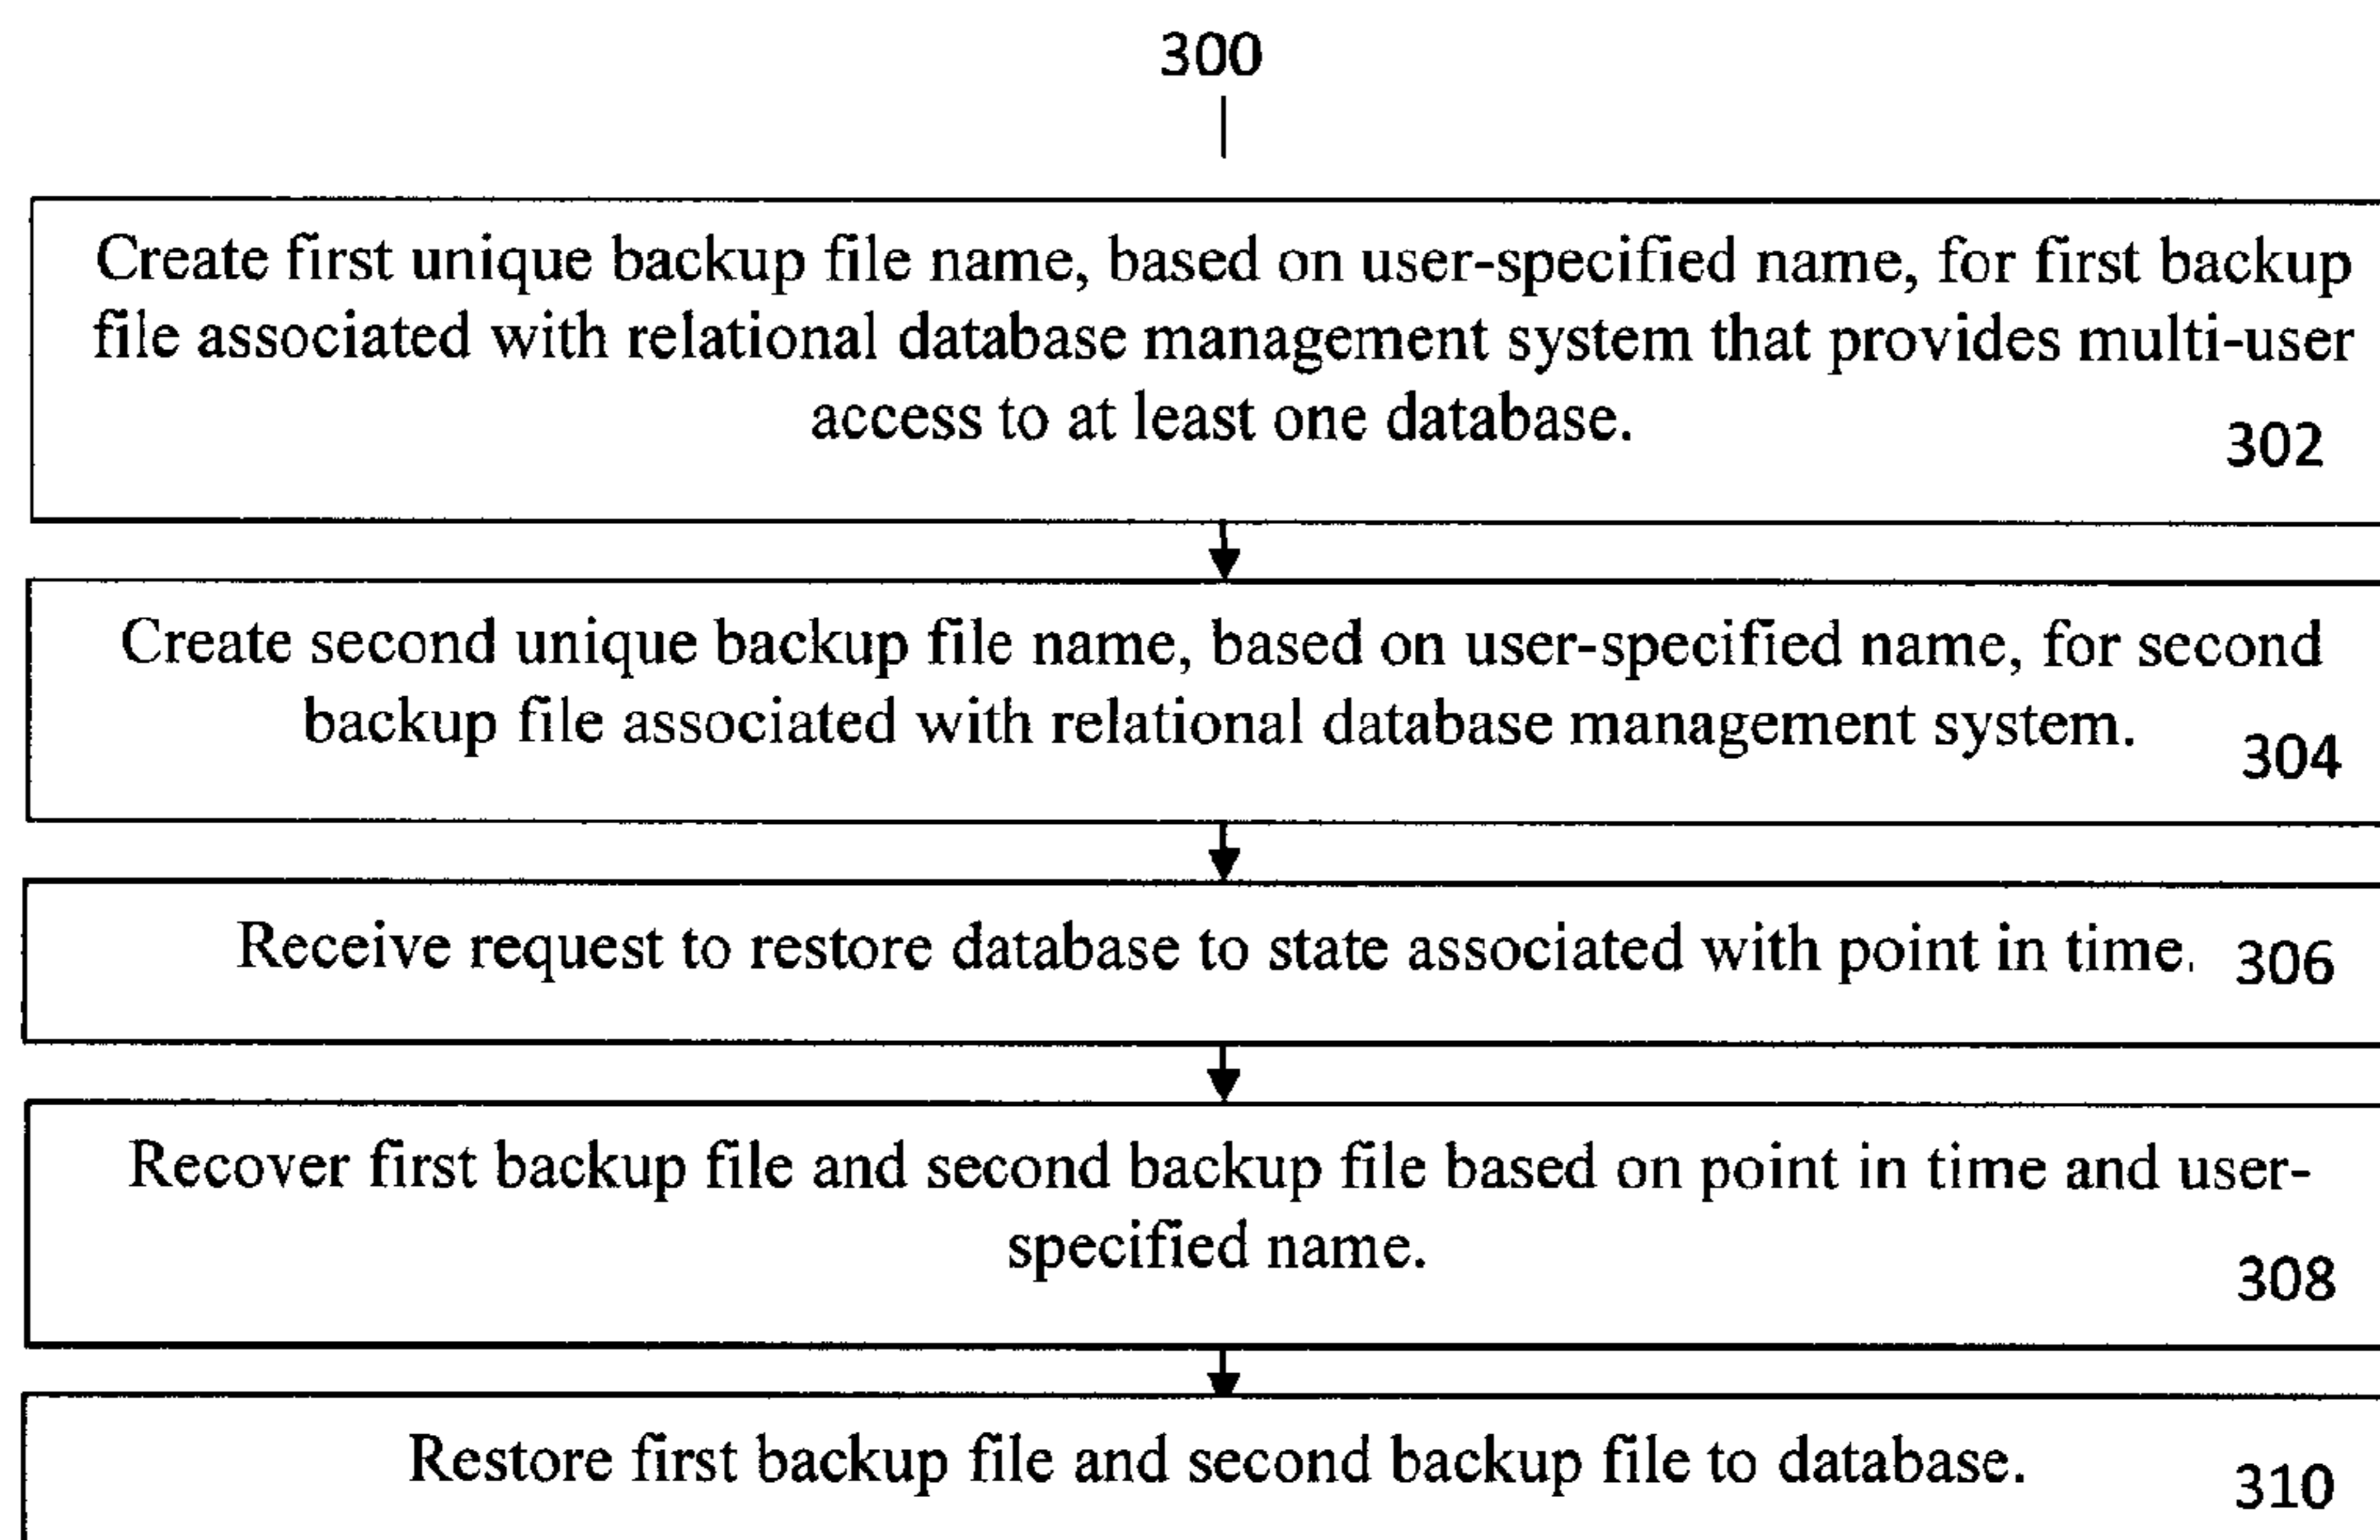 300
Create first unique backup file name, based on user-specified name, for first backup
file associated with relational database management system that provides multi-user
access to at least one database.
302
Create second unique backup file name, based on user-specified name, for second
backup file associated with relational database management system.
304
Receive request to restore database to state associated with point in time. 306
Recover first backup file and second backup file based on point in time and user-
specified name.
308
Restore first backup file and second backup file to database.
310